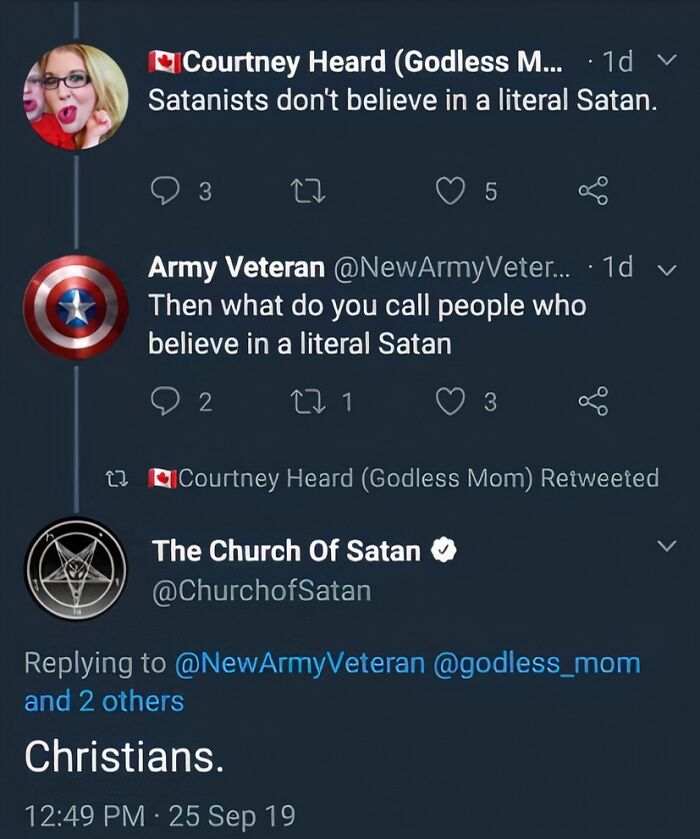 🇨🇦Courtney Heard (Godless M... · 1d
Satanists don't believe in a literal Satan.
3 5
Army Veteran @NewArmyVeter... · 1d
Then what do you call people who
believe in a literal Satan
2 1 3
🇨🇦Courtney Heard (Godless Mom) Retweeted
The Church Of Satan
@ChurchofSatan
Replying to @NewArmyVeteran @godless_mom
and 2 others
Christians.
12:49 PM · 25 Sep 19